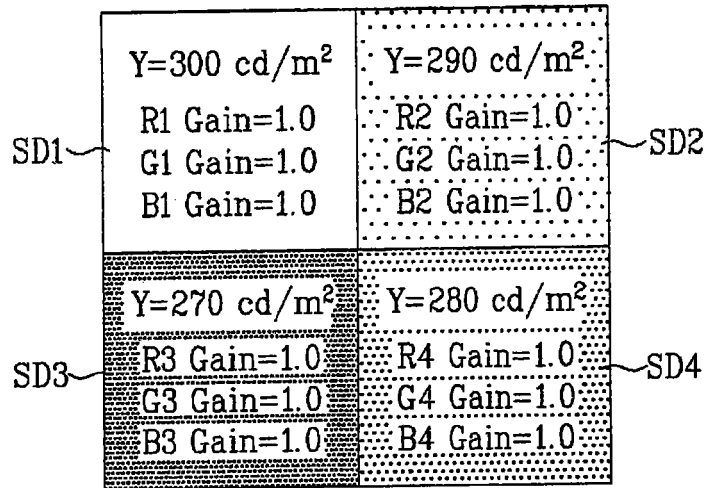 Y=300 cd/m²
R1 Gain=1.0
G1 Gain=1.0
B1 Gain=1.0
SD1
Y=290 cd/m²
R2 Gain=1.0
G2 Gain=1.0
B2 Gain=1.0
SD2
Y=270 cd/m²
R3 Gain=1.0
G3 Gain=1.0
B3 Gain=1.0
SD3
Y=280 cd/m²
R4 Gain=1.0
G4 Gain=1.0
B4 Gain=1.0
SD4